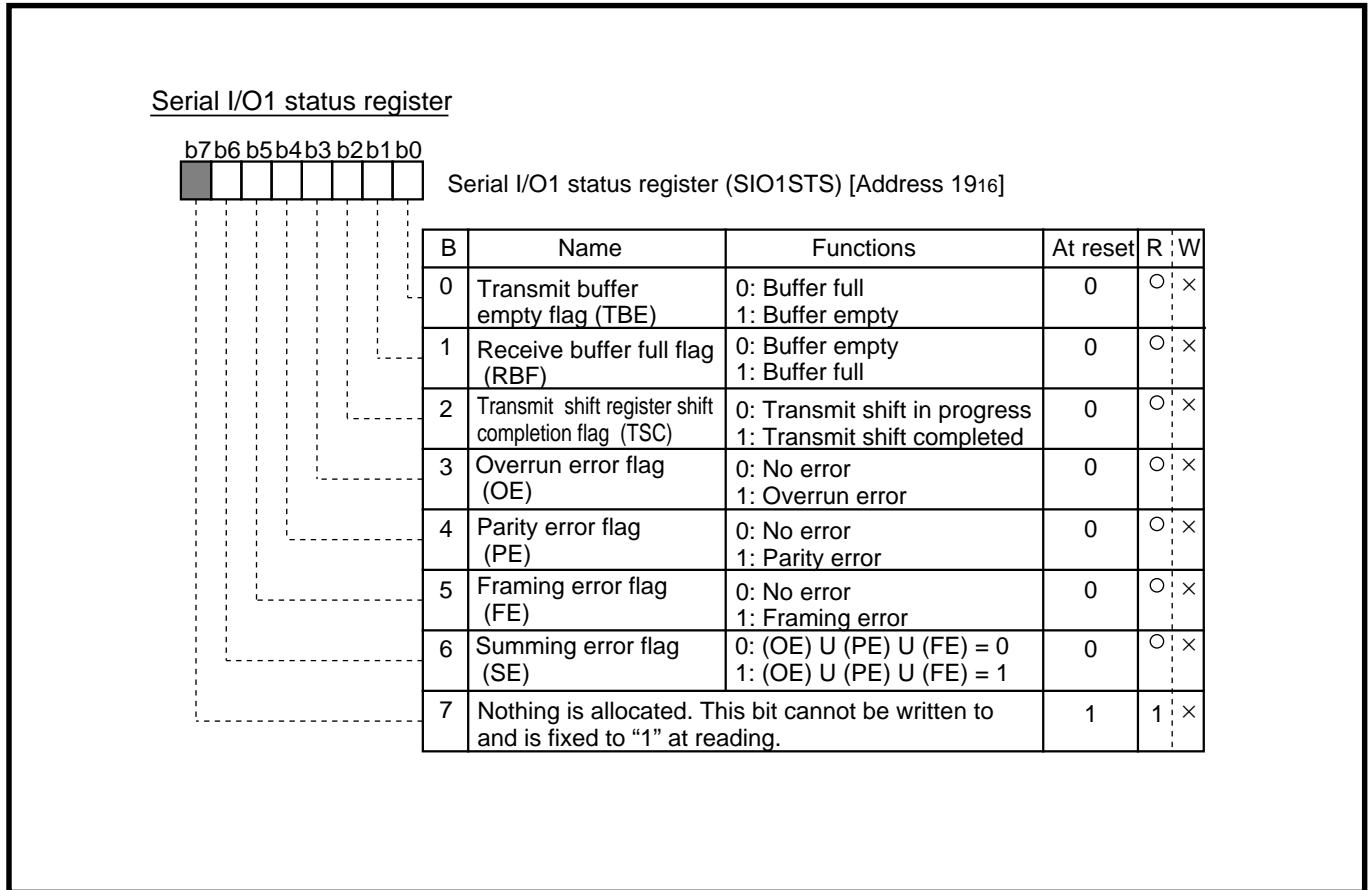 Serial I/O1 status register
b7 b6 b5 b4 b3 b2 b1 b0
Serial I/O1 status register (SIO1STS) [Address 1916]
B Name Functions At reset R W
0 Transmit buffer empty flag (TBE) 0: Buffer full 0 ○ ×
1: Buffer empty
1 Receive buffer full flag (RBF) 0: Buffer empty 0 ○ ×
1: Buffer full
2 Transmit shift register shift completion flag (TSC) 0: Transmit shift in progress 0 ○ ×
1: Transmit shift completed
3 Overrun error flag (OE) 0: No error 0 ○ ×
1: Overrun error
4 Parity error flag (PE) 0: No error 0 ○ ×
1: Parity error
5 Framing error flag (FE) 0: No error 0 ○ ×
1: Framing error
6 Summing error flag (SE) 0: (OE) U (PE) U (FE) = 0 0 ○ ×
1: (OE) U (PE) U (FE) = 1
7 Nothing is allocated. This bit cannot be written to 1 1 ×
and is fixed to “1” at reading.